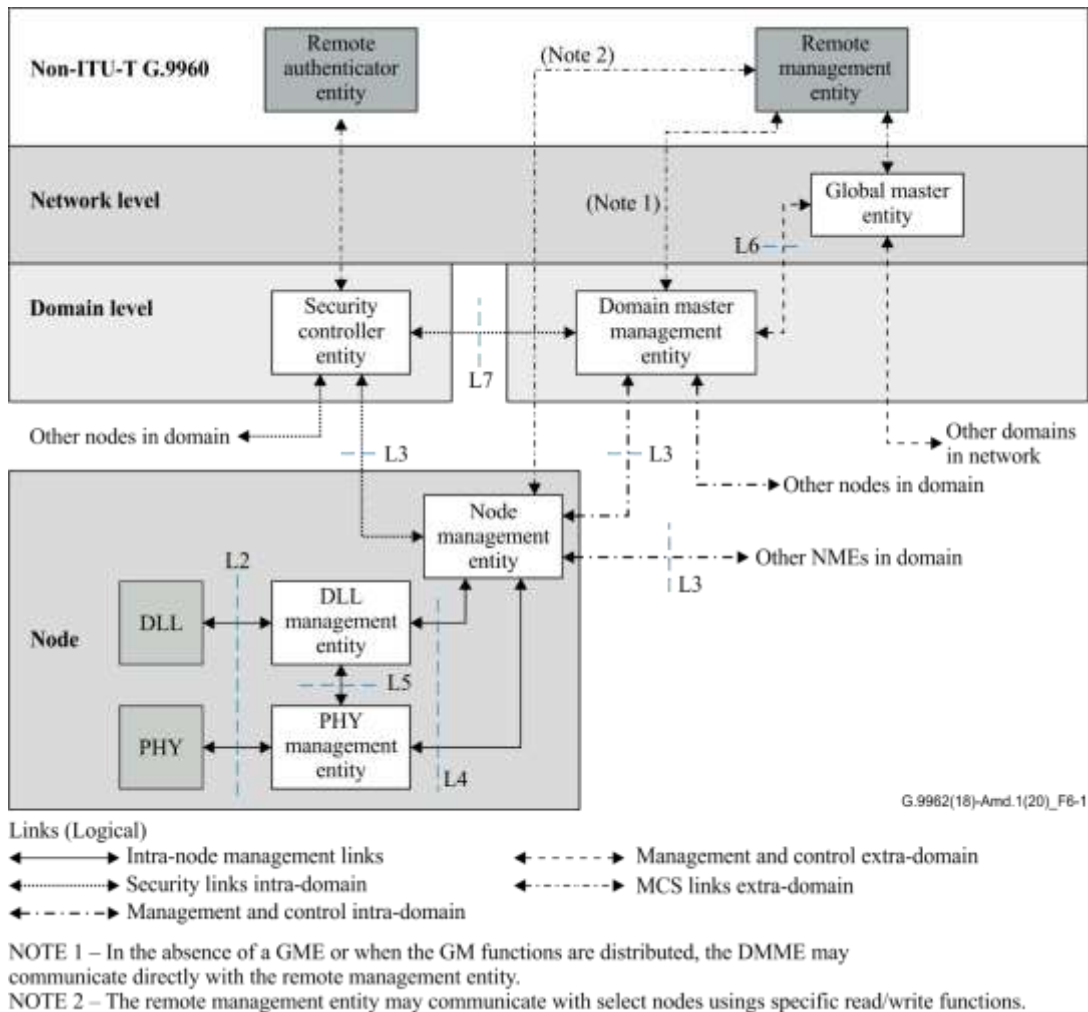 Non-ITU-T G.9960
Remote
authenticator
entity
(Note 2)
Remote
management
entity
Network level
(Note 1)
Global master
entity
L6
Domain level
Security
controller
entity
Domain master
management
entity
L7
Other nodes in domain
L3
L3
Other domains
in network
Other nodes in domain
Node
management
entity
Other NMEs in domain
L3
L2
Node
DLL
DLL
management
entity
L5
PHY
PHY
management
entity
L4
G.9962(18)-Amd.1(20)_F6-1
Links (Logical)
Intra-node management links
Management and control extra-domain
Security links intra-domain
MCS links extra-domain
Management and control intra-domain
NOTE 1 – In the absence of a GME or when the GM functions are distributed, the DMME may
communicate directly with the remote management entity.
NOTE 2 – The remote management entity may communicate with select nodes usings specific read/write functions.